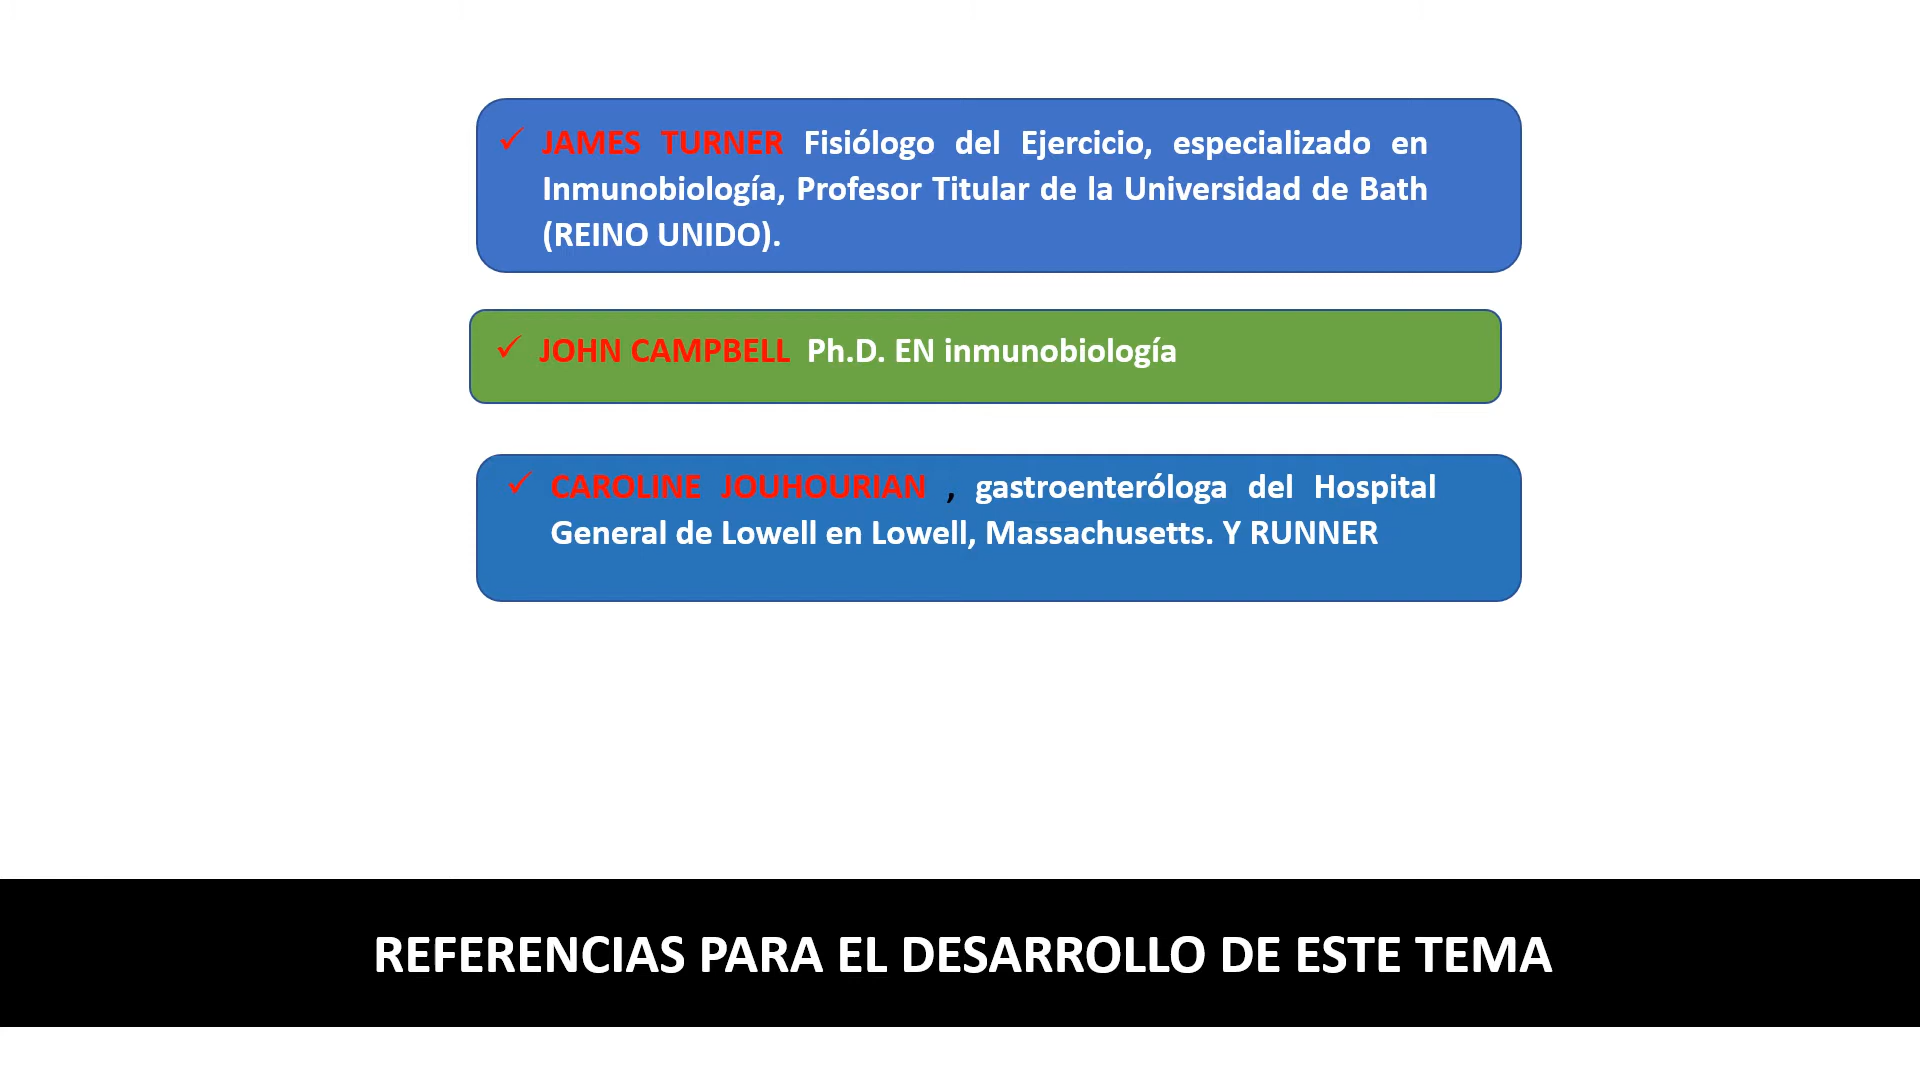 ✓ JAMES TURNER Fisiólogo del Ejercicio, especializado en
Inmunobiología, Profesor Titular de la Universidad de Bath
(REINO UNIDO).
✓ JOHN CAMPBELL Ph.D. EN inmunobiología
✓ CAROLINE JOUHOURIAN , gastroenteróloga del Hospital
General de Lowell en Lowell, Massachusetts. Y RUNNER
REFERENCIAS PARA EL DESARROLLO DE ESTE TEMA